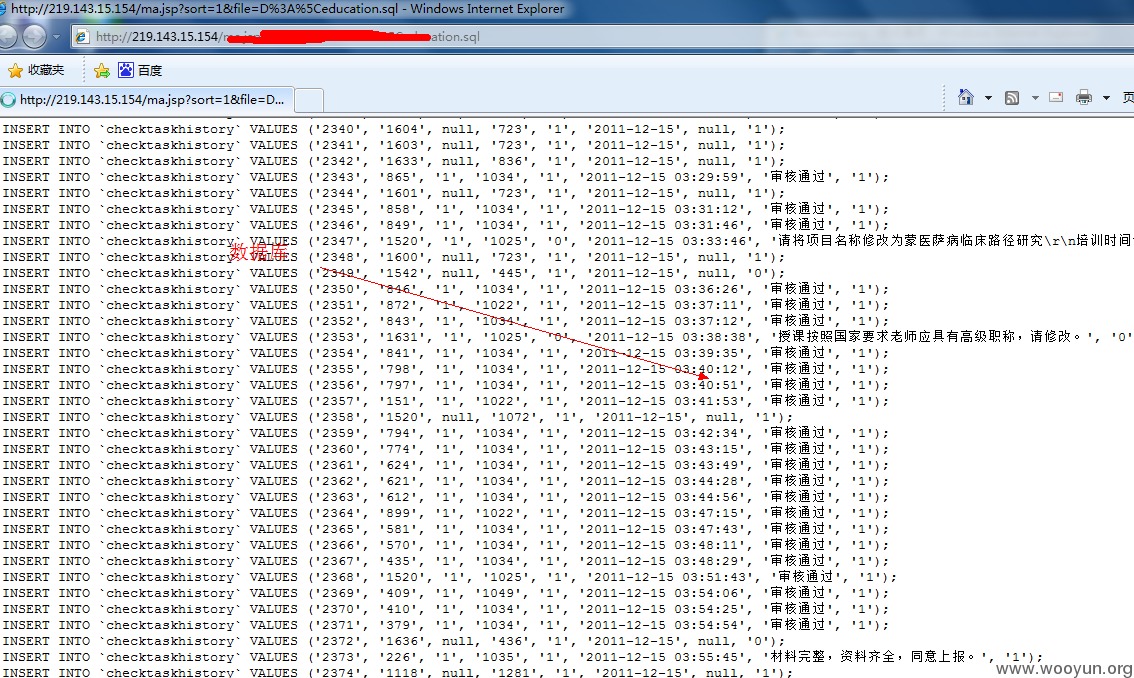 http://219.143.15.154/ma.jsp?sort=1&file=D%3A%5Ceducation.sql - Windows Internet Explorer
http://219.143.15.154/ ation.sql
收藏夹 百度
http://219.143.15.154/ma.jsp?sort=1&file=D... 页
INSERT INTO `checktaskhistory` VALUES ('2340', '1604', null, '723', '1', '2011-12-15', null, '1');
INSERT INTO `checktaskhistory` VALUES ('2341', '1603', null, '723', '1', '2011-12-15', null, '1');
INSERT INTO `checktaskhistory` VALUES ('2342', '1633', null, '836', '1', '2011-12-15', null, '1');
INSERT INTO `checktaskhistory` VALUES ('2343', '865', '1', '1034', '1', '2011-12-15 03:29:59', '审核通过', '1');
INSERT INTO `checktaskhistory` VALUES ('2344', '1601', null, '723', '1', '2011-12-15', null, '1');
INSERT INTO `checktaskhistory` VALUES ('2345', '858', '1', '1034', '1', '2011-12-15 03:31:12', '审核通过', '1');
INSERT INTO `checktaskhistory` VALUES ('2346', '849', '1', '1034', '1', '2011-12-15 03:31:46', '审核通过', '1');
INSERT INTO `checktaskhistory` VALUES ('2347', '1520', '1', '1025', '0', '2011-12-15 03:33:46', '请将项目名称修改为蒙医萨病临床路径研究\r\n培训时间
数据库
INSERT INTO `checktaskhistory` VALUES ('2348', '1600', null, '723', '1', '2011-12-15', null, '1');
INSERT INTO `checktaskhistory` VALUES ('2349', '1542', null, '445', '1', '2011-12-15', null, '0');
INSERT INTO `checktaskhistory` VALUES ('2350', '846', '1', '1034', '1', '2011-12-15 03:36:26', '审核通过', '1');
INSERT INTO `checktaskhistory` VALUES ('2351', '872', '1', '1022', '1', '2011-12-15 03:37:11', '审核通过', '1');
INSERT INTO `checktaskhistory` VALUES ('2352', '843', '1', '1034', '1', '2011-12-15 03:37:12', '审核通过', '1');
INSERT INTO `checktaskhistory` VALUES ('2353', '1631', '1', '1025', '0', '2011-12-15 03:38:38', '授课按照国家要求老师应具有高级职称，请修改。', '0'
INSERT INTO `checktaskhistory` VALUES ('2354', '841', '1', '1034', '1', '2011-12-15 03:39:35', '审核通过', '1');
INSERT INTO `checktaskhistory` VALUES ('2355', '798', '1', '1034', '1', '2011-12-15 03:40:12', '审核通过', '1');
INSERT INTO `checktaskhistory` VALUES ('2356', '797', '1', '1034', '1', '2011-12-15 03:40:51', '审核通过', '1');
INSERT INTO `checktaskhistory` VALUES ('2357', '151', '1', '1022', '1', '2011-12-15 03:41:53', '审核通过', '1');
INSERT INTO `checktaskhistory` VALUES ('2358', '1520', null, '1072', '1', '2011-12-15', null, '1');
INSERT INTO `checktaskhistory` VALUES ('2359', '794', '1', '1034', '1', '2011-12-15 03:42:34', '审核通过', '1');
INSERT INTO `checktaskhistory` VALUES ('2360', '774', '1', '1034', '1', '2011-12-15 03:43:15', '审核通过', '1');
INSERT INTO `checktaskhistory` VALUES ('2361', '624', '1', '1034', '1', '2011-12-15 03:43:49', '审核通过', '1');
INSERT INTO `checktaskhistory` VALUES ('2362', '621', '1', '1034', '1', '2011-12-15 03:44:28', '审核通过', '1');
INSERT INTO `checktaskhistory` VALUES ('2363', '612', '1', '1034', '1', '2011-12-15 03:44:56', '审核通过', '1');
INSERT INTO `checktaskhistory` VALUES ('2364', '899', '1', '1022', '1', '2011-12-15 03:47:15', '审核通过', '1');
INSERT INTO `checktaskhistory` VALUES ('2365', '581', '1', '1034', '1', '2011-12-15 03:47:43', '审核通过', '1');
INSERT INTO `checktaskhistory` VALUES ('2366', '570', '1', '1034', '1', '2011-12-15 03:48:11', '审核通过', '1');
INSERT INTO `checktaskhistory` VALUES ('2367', '435', '1', '1034', '1', '2011-12-15 03:48:29', '审核通过', '1');
INSERT INTO `checktaskhistory` VALUES ('2368', '1520', '1', '1025', '1', '2011-12-15 03:51:43', '审核通过', '1');
INSERT INTO `checktaskhistory` VALUES ('2369', '409', '1', '1049', '1', '2011-12-15 03:54:06', '审核通过', '1');
INSERT INTO `checktaskhistory` VALUES ('2370', '410', '1', '1034', '1', '2011-12-15 03:54:25', '审核通过', '1');
INSERT INTO `checktaskhistory` VALUES ('2371', '379', '1', '1034', '1', '2011-12-15 03:54:54', '审核通过', '1');
INSERT INTO `checktaskhistory` VALUES ('2372', '1636', null, '436', '1', '2011-12-15', null, '0');
INSERT INTO `checktaskhistory` VALUES ('2373', '226', '1', '1035', '1', '2011-12-15 03:55:45', '材料完整，资料齐全，同意上报。', '1');
INSERT INTO `checktaskhistory` VALUES ('2374', '1118', null, '1281', '1', '2011-12-15', null, '1');
www.wooyun.org